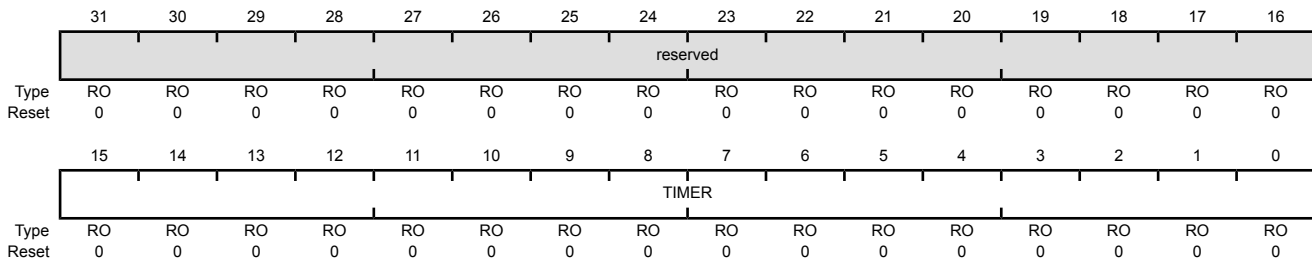 31 30 29 28 27 26 25 24 23 22 21 20 19 18 17 16
reserved
Type RO RO RO RO RO RO RO RO RO RO RO RO RO RO RO RO
Reset 0 0 0 0 0 0 0 0 0 0 0 0 0 0 0 0
15 14 13 12 11 10 9 8 7 6 5 4 3 2 1 0
TIMER
Type RO RO RO RO RO RO RO RO RO RO RO RO RO RO RO RO
Reset 0 0 0 0 0 0 0 0 0 0 0 0 0 0 0 0